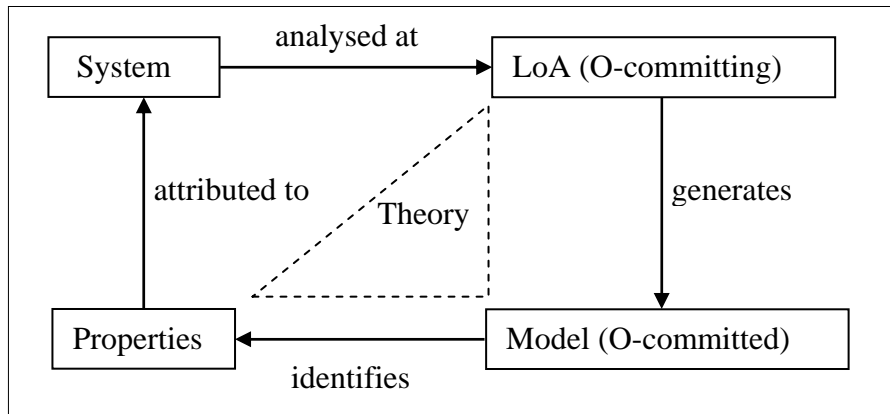 analysed at
System
LoA (O-committing)
attributed to
Theory
generates
Properties
Model (O-committed)
identifies